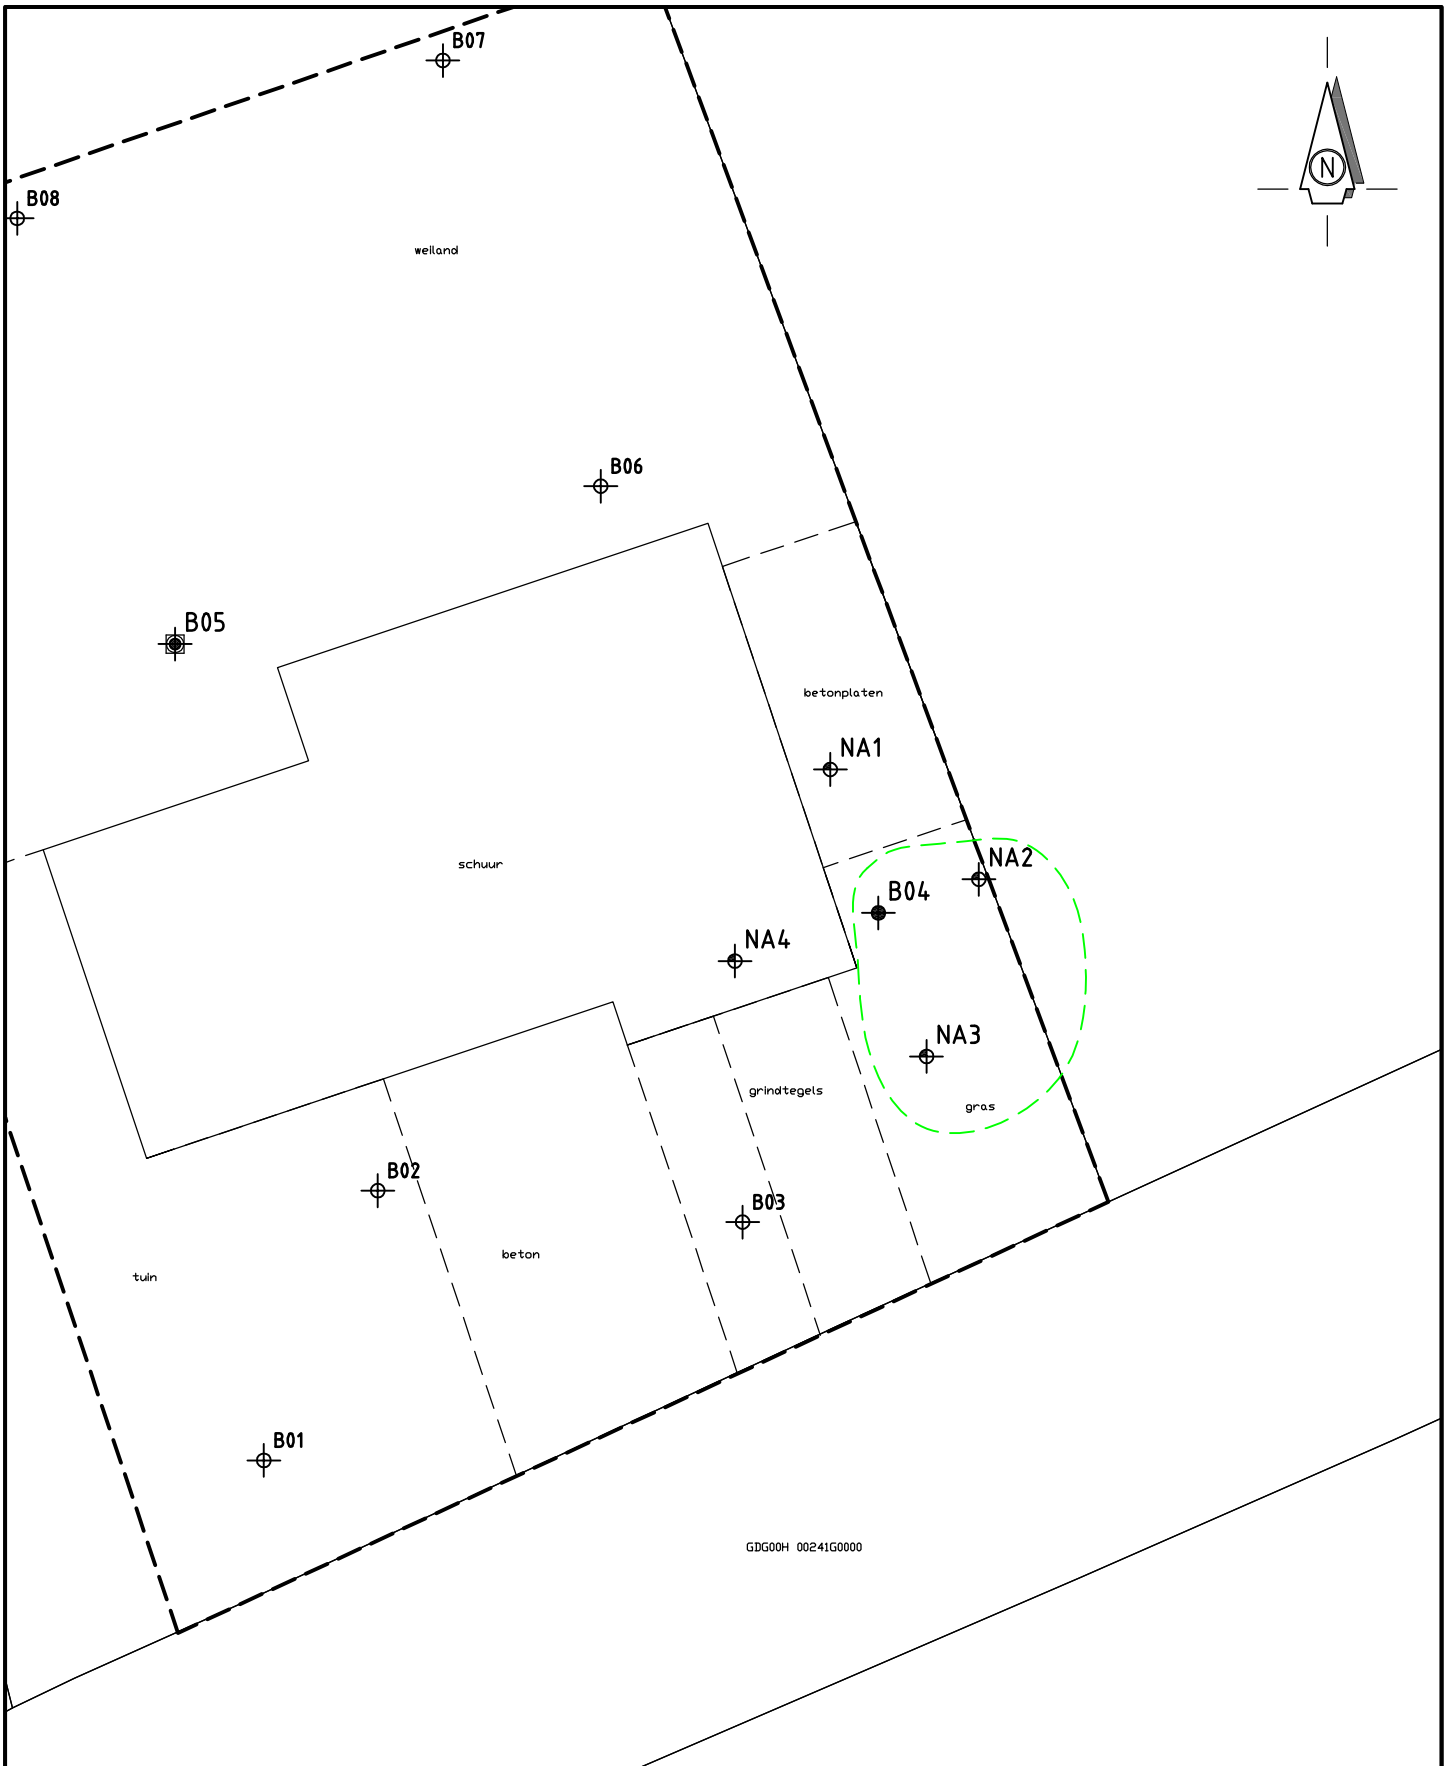 B07
N
B08
weiland
B06
B05
betonplaten
NA1
schuur
NA2
B04
NA4
NA3
grindtegels
gras
B02
B03
beton
tuin
B01
GDG00H 00241G0000